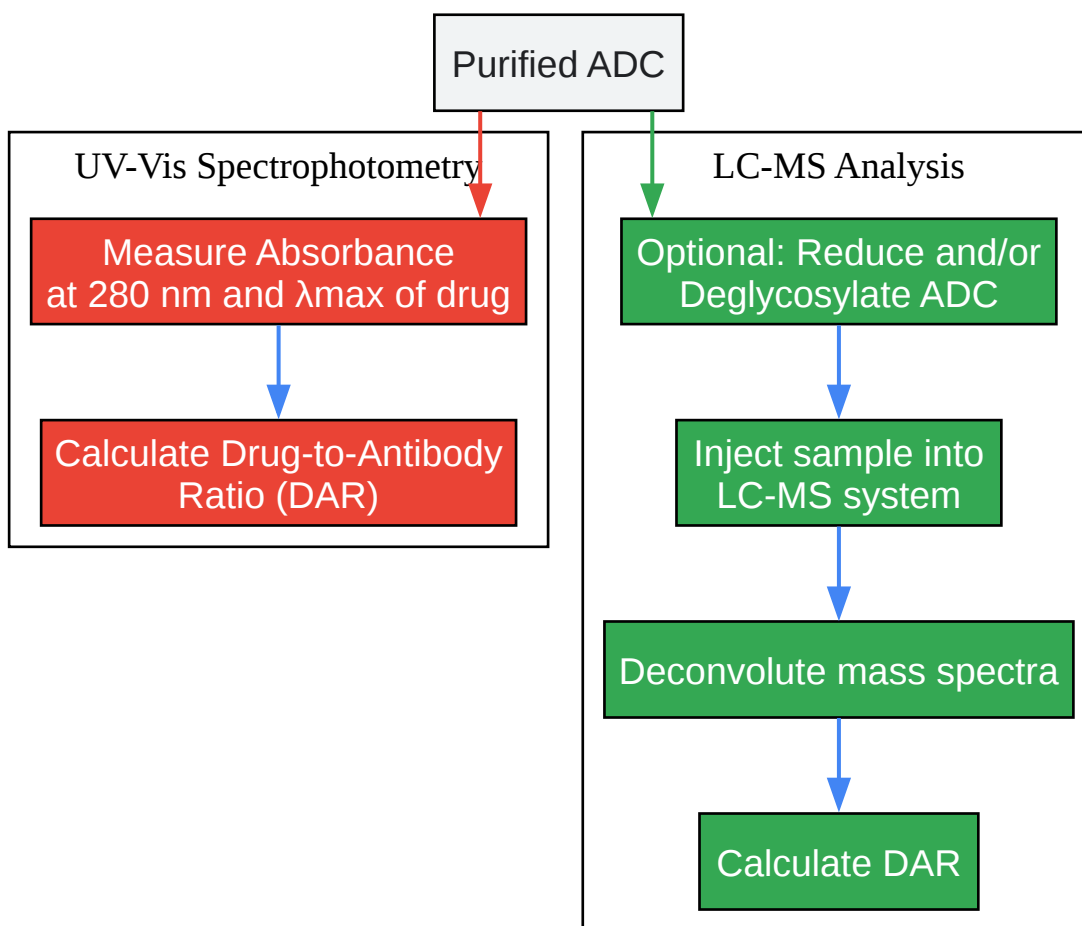 Purified ADC
UV-Vis Spectrophotometry
Measure Absorbance
at 280 nm and λmax of drug
Calculate Drug-to-Antibody
Ratio (DAR)
LC-MS Analysis
Optional: Reduce and/or
Deglycosylate ADC
Inject sample into
LC-MS system
Deconvolute mass spectra
Calculate DAR